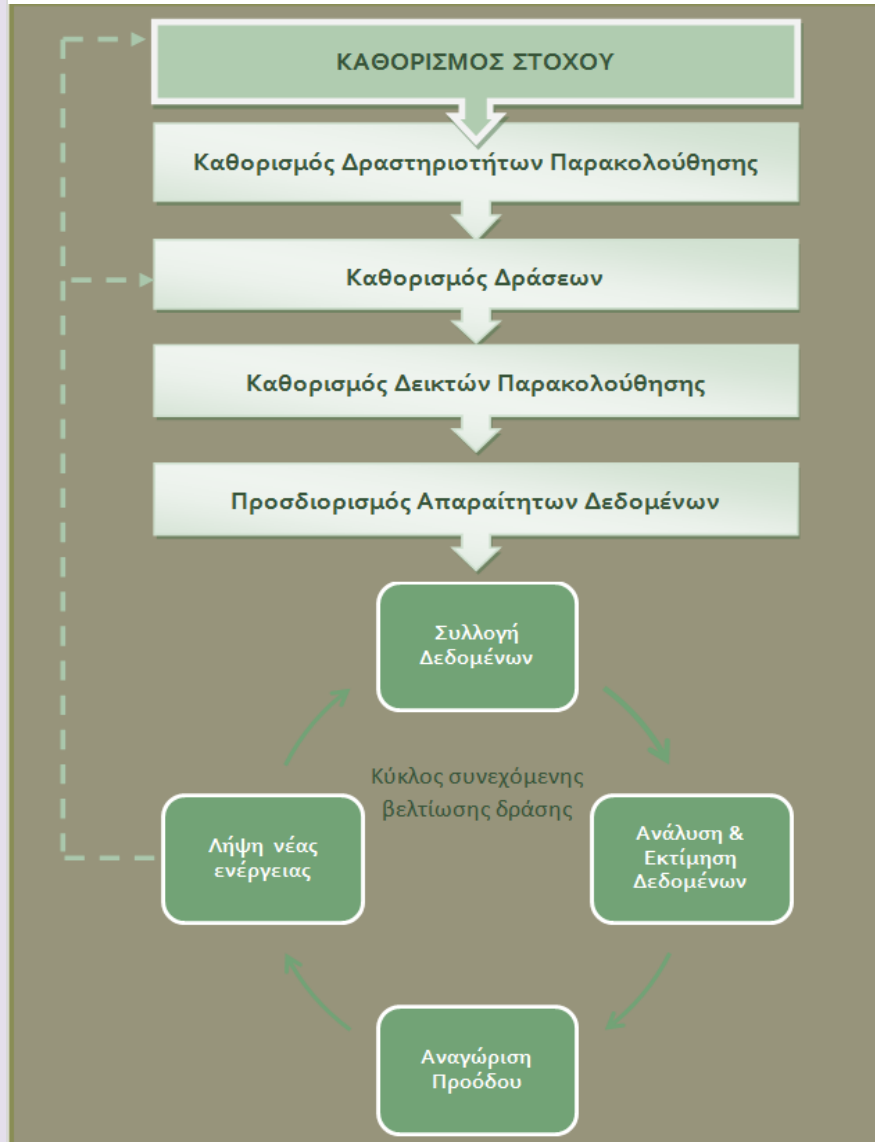 ΚΑΘΟΡΙΣΜΟΣ ΣΤΟΧΟΥ
Καθορισμός Δραστηριοτήτων Παρακολούθησης
Καθορισμός Δράσεων
Καθορισμός Δεικτών Παρακολούθησης
Προσδιορισμός Απαραίτητων Δεδομένων
Συλλογή
Δεδομένων
Κύκλος συνεχόμενης
βελτίωσης δράσης
Λήψη νέας
ενέργειας
Ανάλυση &
Εκτίμηση
Δεδομένων
Αναγώριση
Προόδου